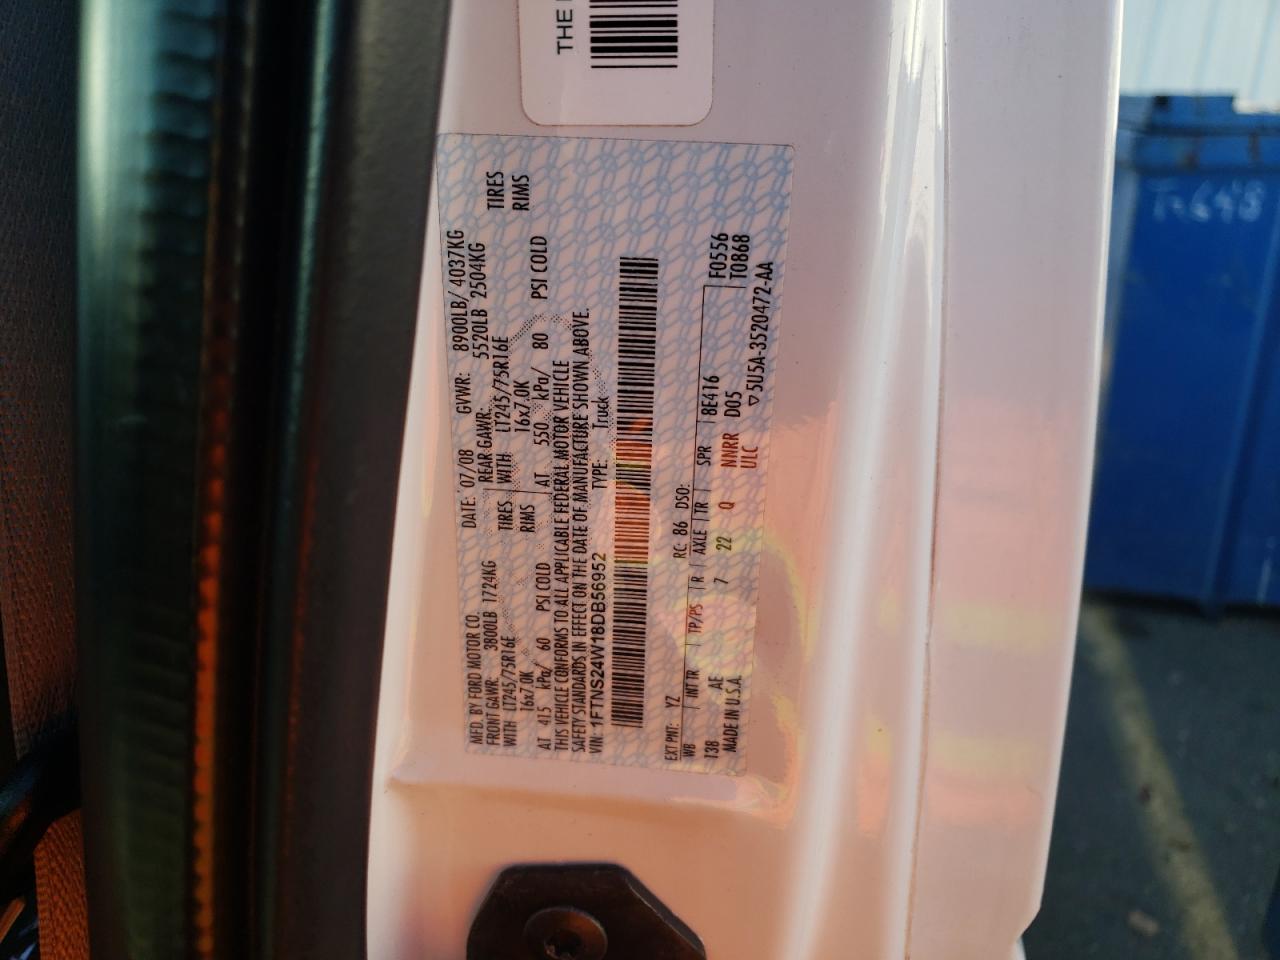 THE
MFD. BY FORD MOTOR CO.
DATE: 07/08 GVWR: 8900LB/ 4037KG
FRONT GAWR: 3800LB 1724KG REAR GAWR: 5520LB 2504KG
WITH LT245/75R16E TIRES WITH LT245/75R16E TIRES
16x7.0K RIMS 16x7.0K RIMS
AT 415 kPa/ 60 PSI COLD AT 550 kPa/ 80 PSI COLD
THIS VEHICLE CONFORMS TO ALL APPLICABLE FEDERAL MOTOR VEHICLE
SAFETY STANDARDS IN EFFECT ON THE DATE OF MANUFACTURE SHOWN ABOVE.
VIN: 1FTNS24W18DB56952 TYPE: Truck
EXT PNT: YZ RC: 86 DSO:
WB INT TR TP/PS R AXLE TR SPR 8E416 F0556
138 AE 7 22 Q NNRR D05 T0868
MADE IN U.S.A. ULC ▽5U5A-3520472-AA
T-648